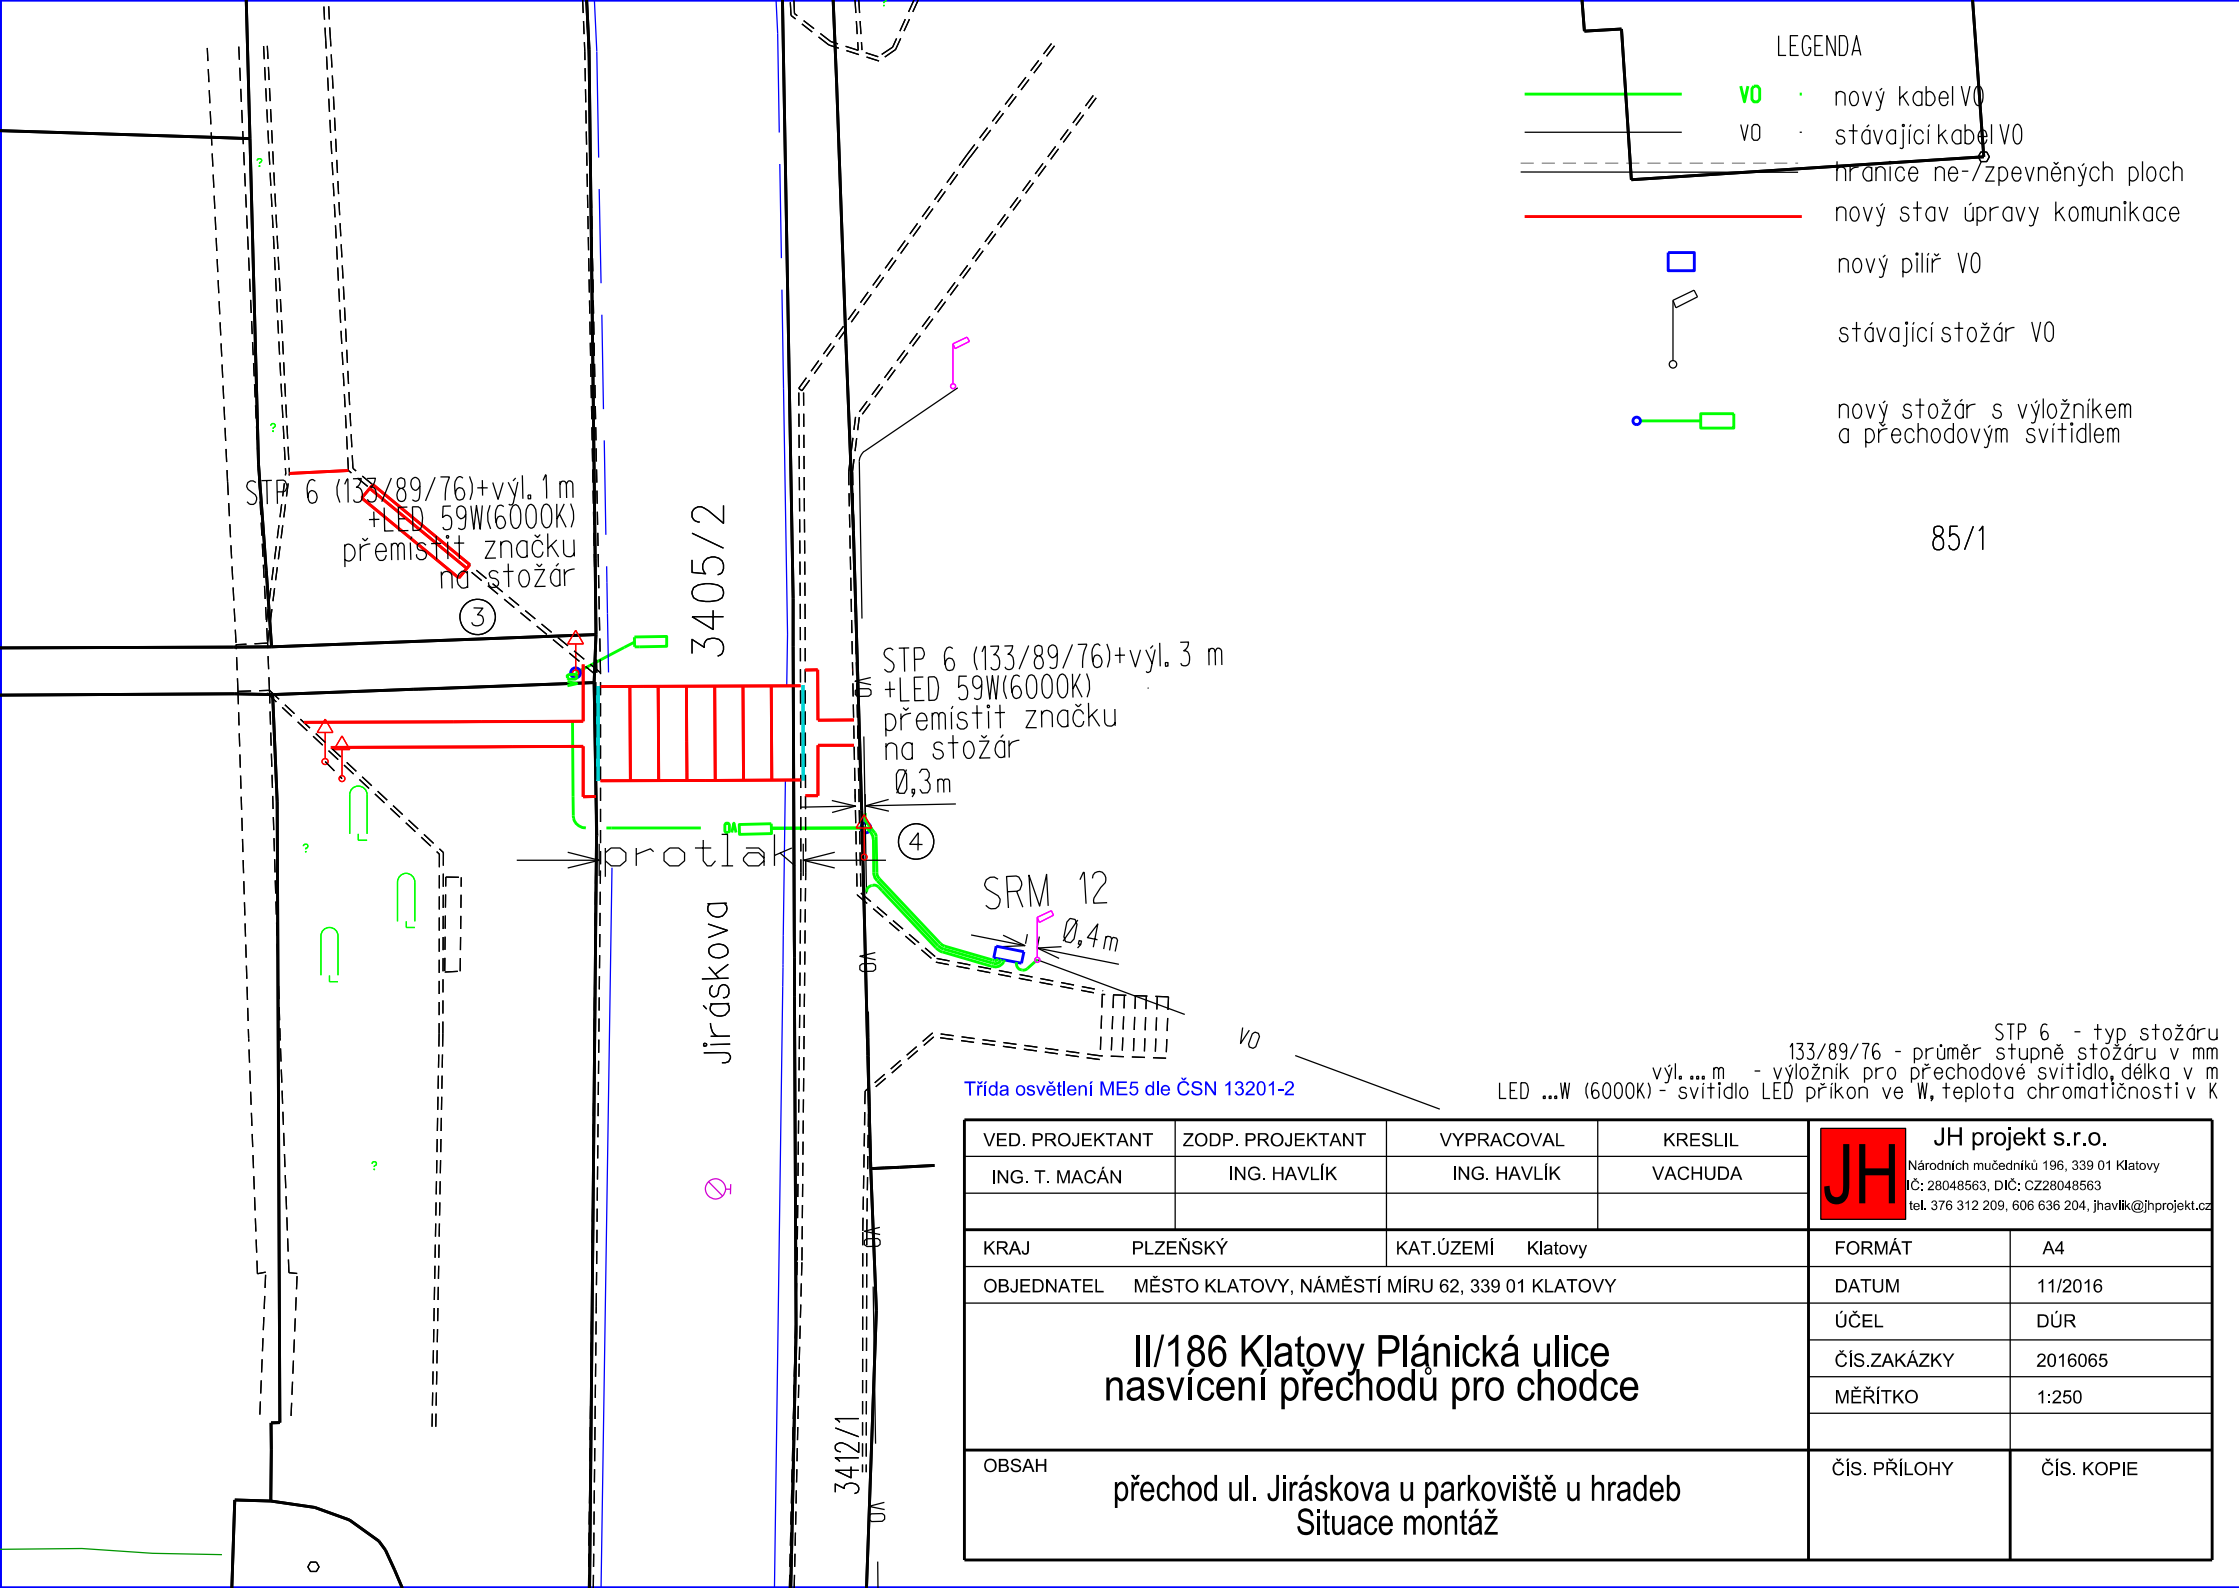 LEGENDA
VO
nový kabel VO
VO
stávající kabel VO
hranice ne-/zpevněných ploch
nový stav úpravy komunikace
nový pilíř VO
stávající stožár VO
nový stožár s výložníkem
a přechodovým svítidlem
85/1
STP 6 (133/89/76)+výl. 1 m
+LED 59W(6000K)
přemístit značku
na stožár
3
3405/2
STP 6 (133/89/76)+výl. 3 m
+LED 59W(6000K)
přemístit značku
na stožár
0,3m
VO
VO
4
protlak
SRM 12
0,4m
VO
VO
Jiráskova
STP 6 - typ stožáru
133/89/76 - průměr stupně stožáru v mm
výl. ... m - výložník pro přechodové svítidlo, délka v m
LED ...W (6000K) - svítidlo LED příkon ve W, teplota chromatičnosti v K
Třída osvětlení ME5 dle ČSN 13201-2
VED. PROJEKTANT ZODP. PROJEKTANT VYPRACOVAL KRESLIL
ING. T. MACÁN ING. HAVLÍK ING. HAVLÍK VACHUDA
JH
JH projekt s.r.o.
Národních mučedníků 196, 339 01 Klatovy
IČ: 28048563, DIČ: CZ28048563
tel. 376 312 209, 606 636 204, jhavlik@jhprojekt.cz
KRAJ PLZEŇSKÝ KAT.ÚZEMÍ Klatovy
OBJEDNATEL MĚSTO KLATOVY, NÁMĚSTÍ MÍRU 62, 339 01 KLATOVY
FORMÁT A4
DATUM 11/2016
ÚČEL DÚR
ČÍS.ZAKÁZKY 2016065
MĚŘÍTKO 1:250
II/186 Klatovy Plánická ulice
nasvícení přechodů pro chodce
VO
3412/1
VO
OBSAH
přechod ul. Jiráskova u parkoviště u hradeb
Situace montáž
ČÍS. PŘÍLOHY ČÍS. KOPIE